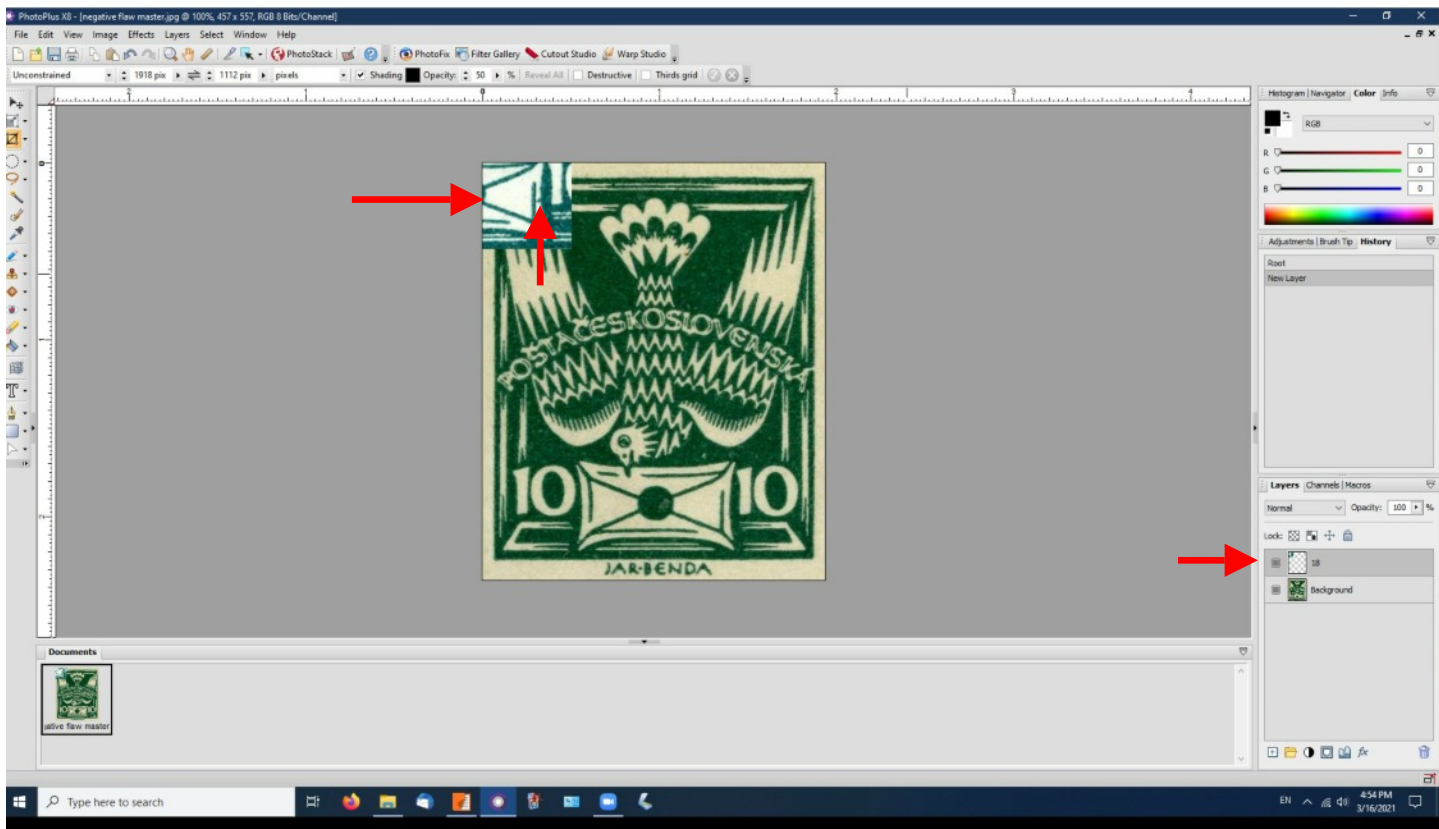 PhotoPlus X8 - [negative flaw master.jpg @ 100%, 457 x 557, RGB 8 Bits/Channel]
File Edit View Image Effects Layers Select Window Help
PhotoStack PhotoFix Filter Gallery Cutout Studio Warp Studio
Unconstrained 1918 pix 1112 pix pixels Shading Opacity: 50 % Reveal All Destructive Thirds grid
Histogram Navigator Color Info
RGB
R 0
G 0
B 0
Adjustments Brush Tip History
Root
New Layer
POŠTA ČESKOSLOVENSKÁ
10 10
JAR·BENDA
Layers Channels Macros
Normal Opacity: 100 %
Lock:
18
Background
Documents
ative flaw master
Type here to search
EN
4:54 PM
3/16/2021